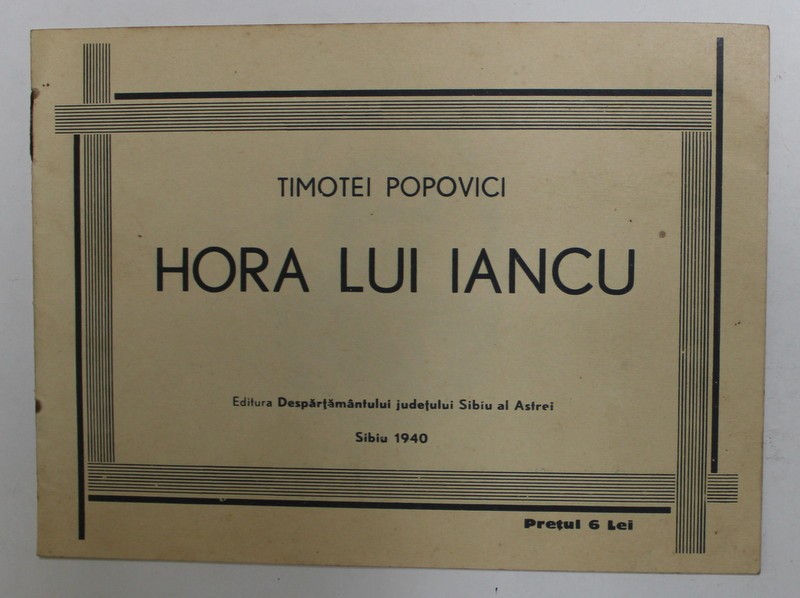 TIMOTEI POPOVICI
HORA LUI IANCU
Editura Despărțământului județului Sibiu al Astrei
Sibiu 1940
Prețul 6 Lei